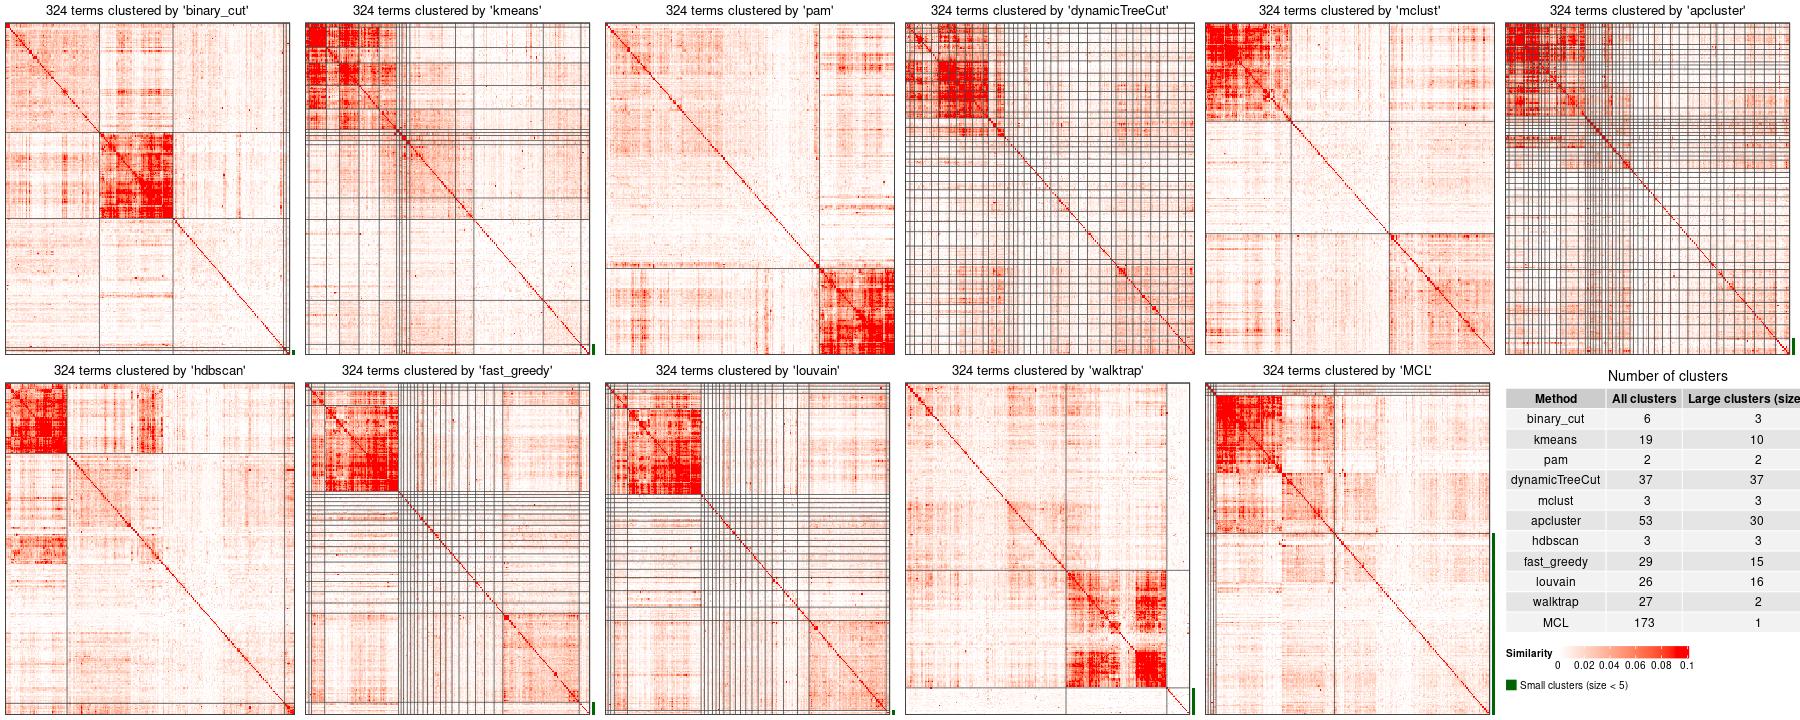 324 terms clustered by 'binary_cut'
324 terms clustered by 'kmeans'
324 terms clustered by 'pam'
324 terms clustered by 'dynamicTreeCut'
324 terms clustered by 'mclust'
324 terms clustered by 'apcluster'
324 terms clustered by 'hdbscan'
324 terms clustered by 'fast_greedy'
324 terms clustered by 'louvain'
324 terms clustered by 'walktrap'
324 terms clustered by 'MCL'
Number of clusters
Method All clusters Large clusters (size
binary_cut 6 3
kmeans 19 10
pam 2 2
dynamicTreeCut 37 37
mclust 3 3
apcluster 53 30
hdbscan 3 3
fast_greedy 29 15
louvain 26 16
walktrap 27 2
MCL 173 1
Similarity
0 0.02 0.04 0.06 0.08 0.1
Small clusters (size < 5)